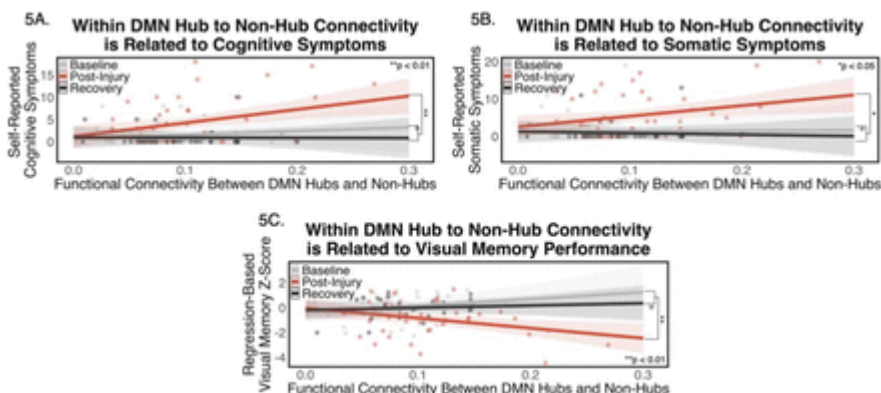 5A.
Within DMN Hub to Non-Hub Connectivity
is Related to Cognitive Symptoms
Self-Reported
Cognitive Symptoms
15
10
5
0
Baseline
Post-Injury
Recovery
**p < 0.01
**
0.0 0.1 0.2 0.3
Functional Connectivity Between DMN Hubs and Non-Hubs
5B.
Within DMN Hub to Non-Hub Connectivity
is Related to Somatic Symptoms
Self-Reported
Somatic Symptoms
20
10
0
Baseline
Post-Injury
Recovery
*p < 0.05
*
0.0 0.1 0.2 0.3
Functional Connectivity Between DMN Hubs and Non-Hubs
5C.
Within DMN Hub to Non-Hub Connectivity
is Related to Visual Memory Performance
Regression-Based
Visual Memory Z-Score
2
0
-2
-4
Baseline
Post-Injury
Recovery
**p < 0.01
**
0.0 0.1 0.2 0.3
Functional Connectivity Between DMN Hubs and Non-Hubs